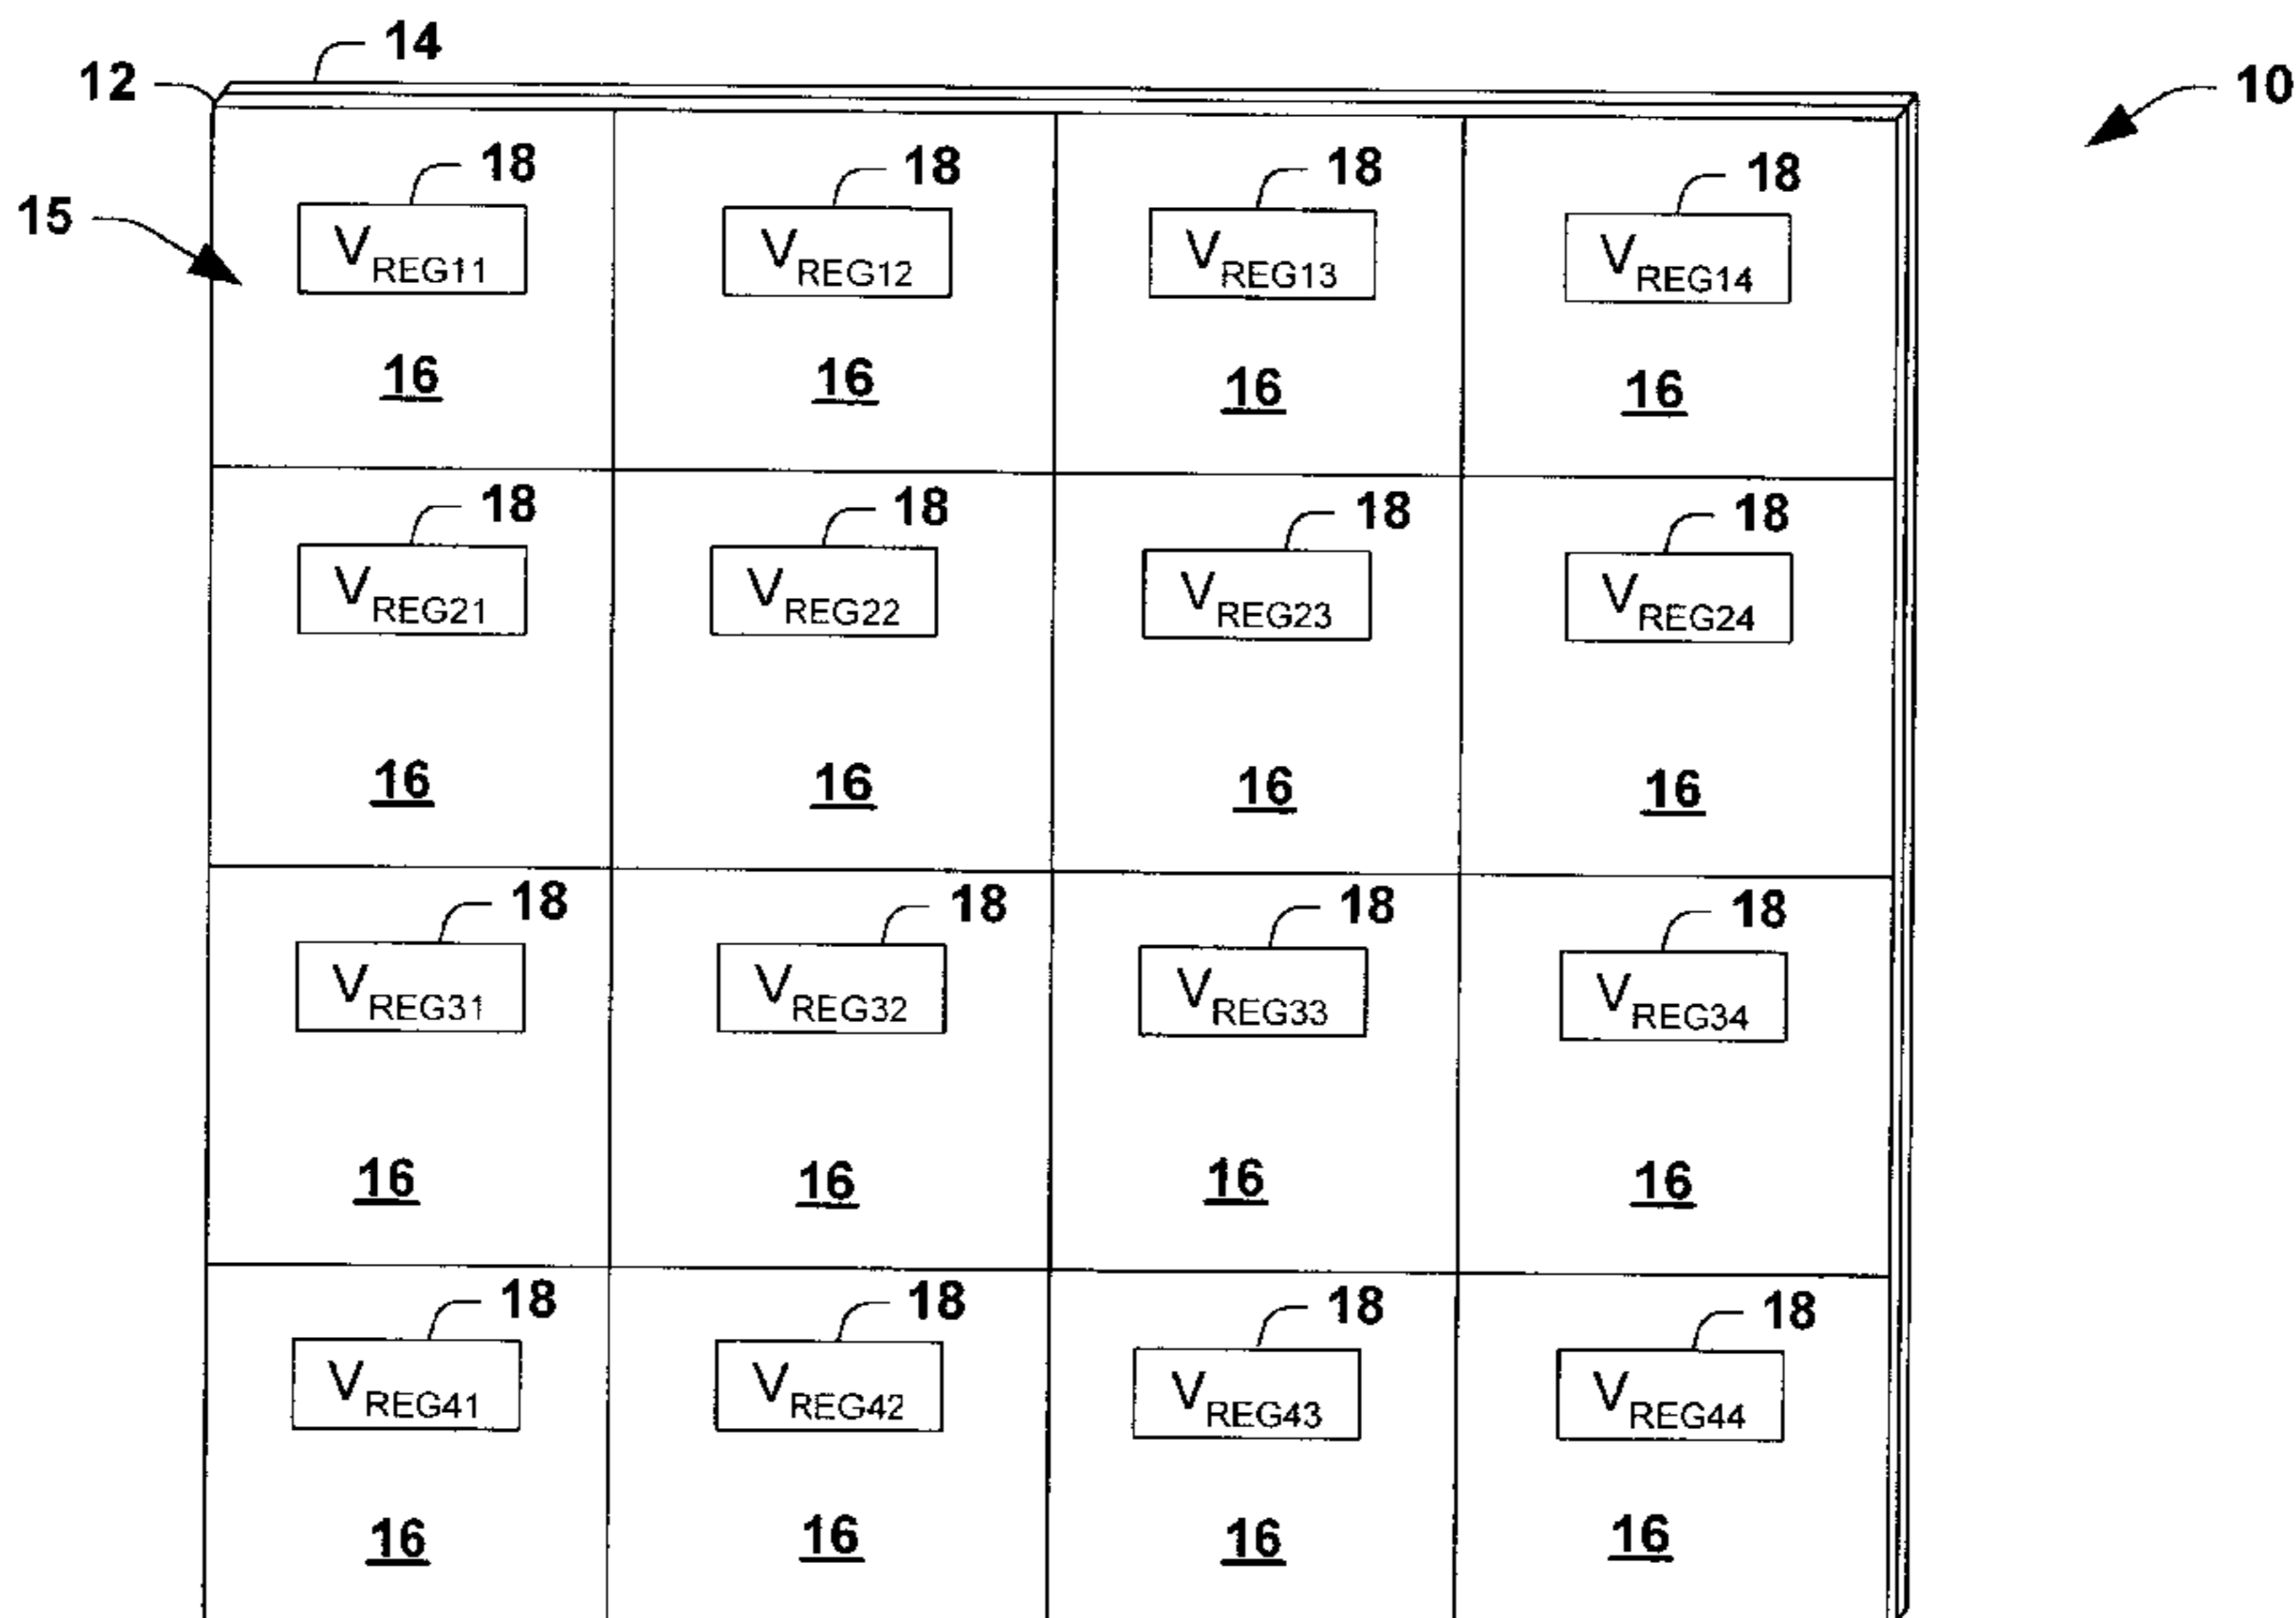 14
12
10
18 18 18 18
15
VREG11 VREG12 VREG13 VREG14
16 16 16 16
18 18 18 18
VREG21 VREG22 VREG23 VREG24
16 16 16 16
18 18 18 18
VREG31 VREG32 VREG33 VREG34
16 16 16 16
18 18 18 18
VREG41 VREG42 VREG43 VREG44
16 16 16 16